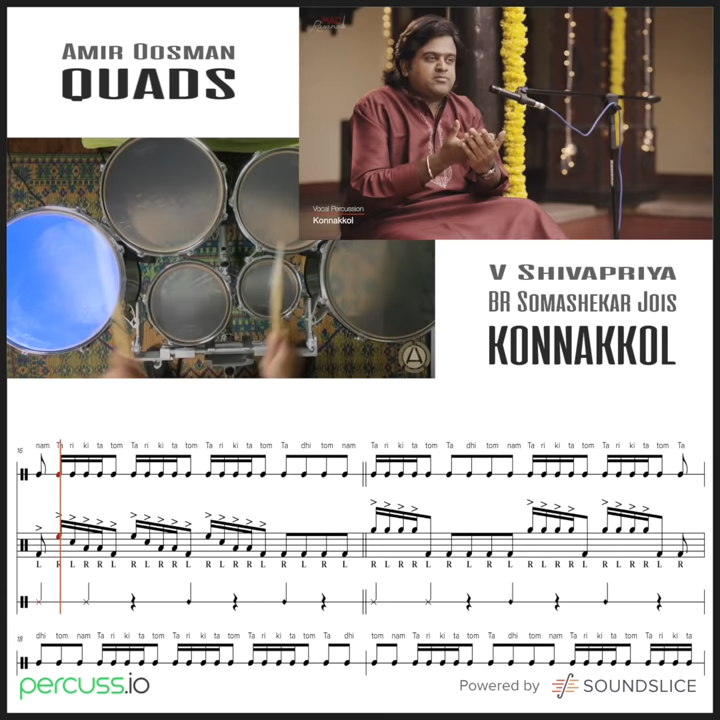 AMIR OOSMAN
QUADS
MAD
Vocal Percussion
Konnakkol
V SHIVAPRIYA
BR SOMASHEKAR JOIS
KONNAKKOL
16
nam Ta ri ki ta tom Ta ri ki ta tom Ta ri ki ta tom Ta dhi tom nam Ta ri ki ta tom Ta dhi tom nam Ta ri ki ta tom Ta ri ki ta tom Ta
L R L R R L R L R R L R L R R L R L R L R L R R L R L R L R L R R L R L R R L R
18
dhi tom nam Ta ri ki ta tom Ta ri ki ta tom Ta ri ki ta tom Ta dhi tom nam Ta ri ki ta tom Ta dhi tom nam Ta ri ki ta tom Ta ri ki ta
percuss.io
Powered by SOUNDSLICE